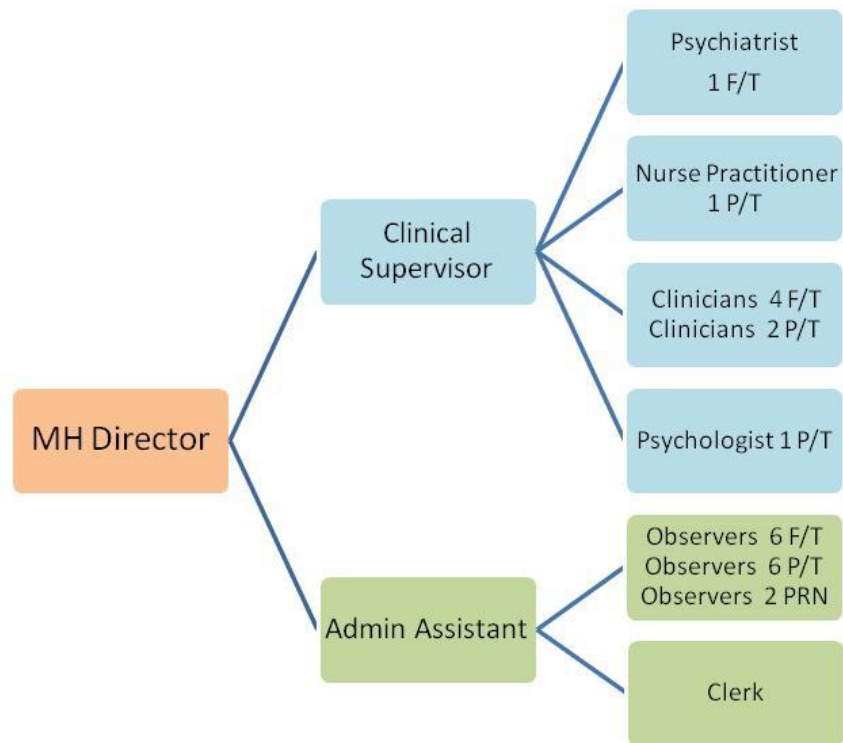 MH Director
Clinical
Supervisor
Psychiatrist
1 F/T
Nurse Practitioner
1 P/T
Clinicians 4 F/T
Clinicians 2 P/T
Psychologist 1 P/T
Admin Assistant
Observers 6 F/T
Observers 6 P/T
Observers 2 PRN
Clerk